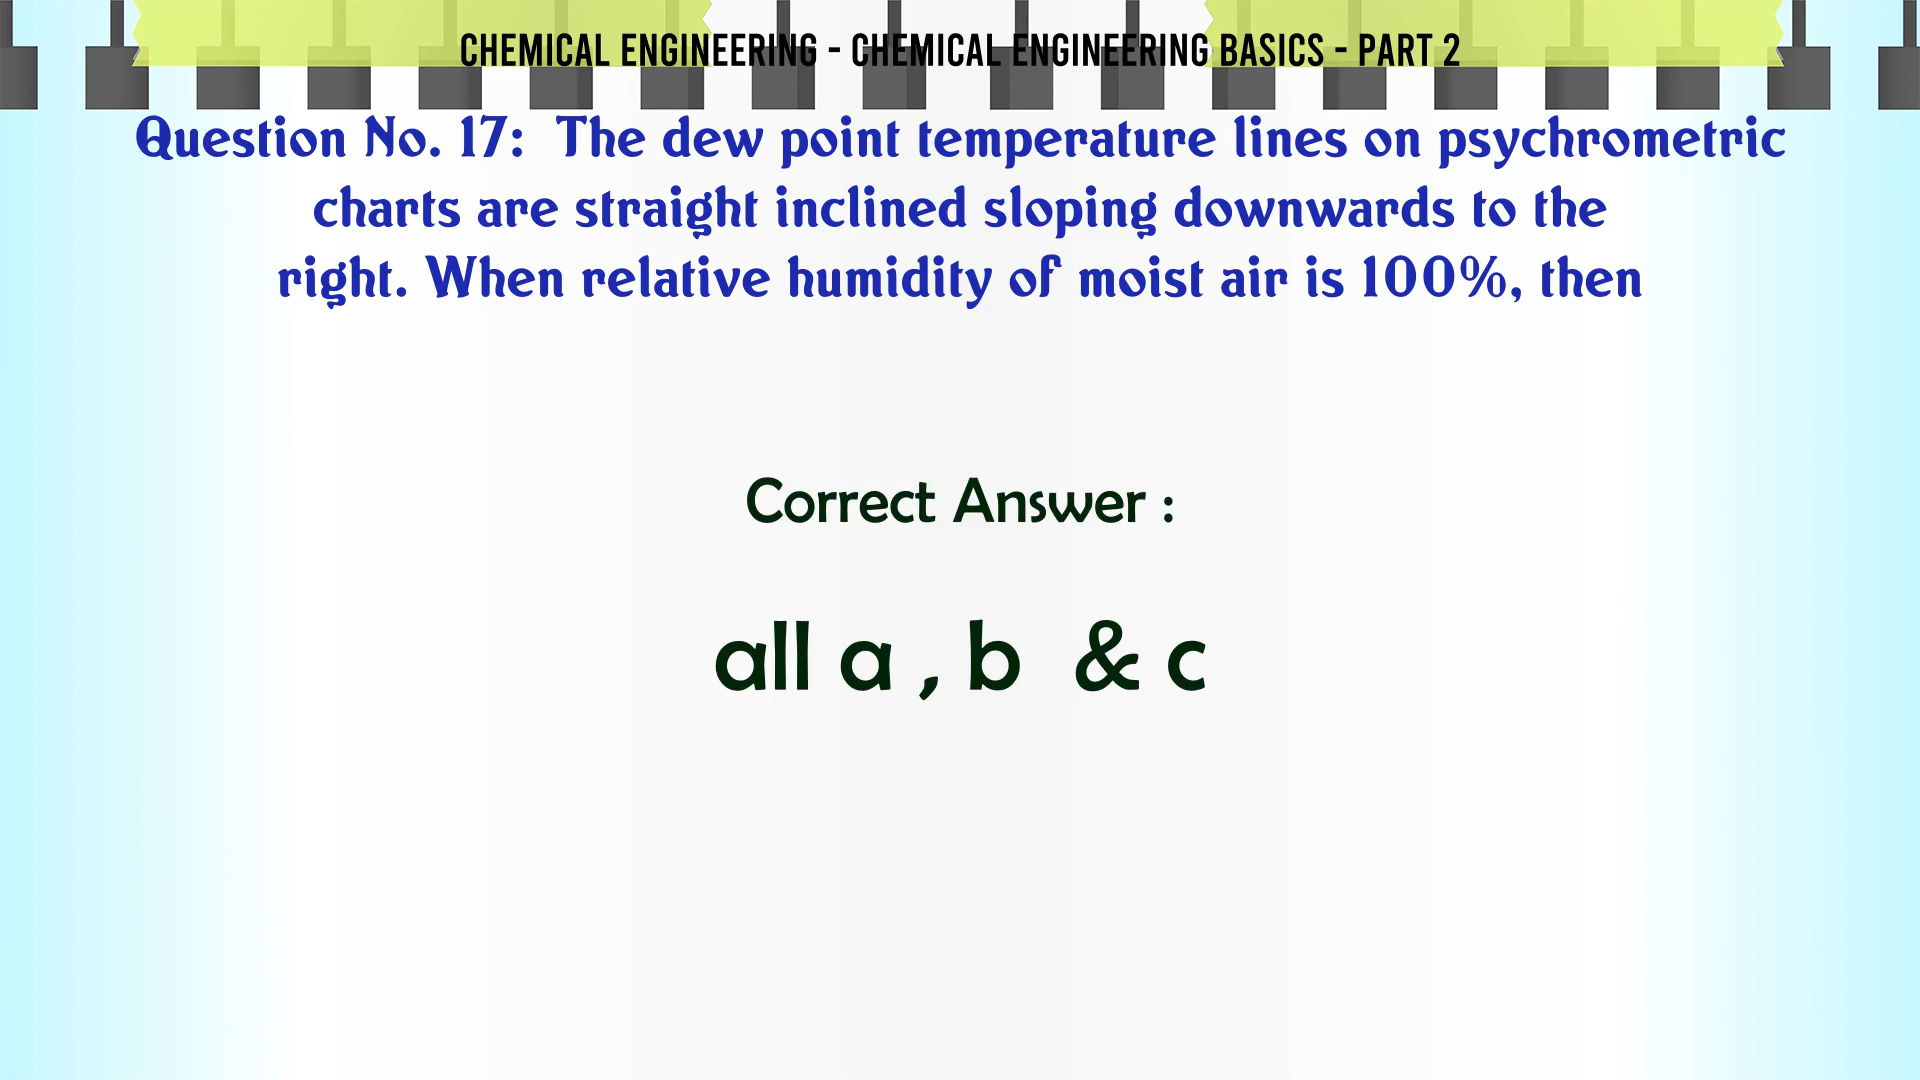 CHEMICAL ENGINEERING - CHEMICAL ENGINEERING BASICS - PART 2
Question No. 17: The dew point temperature lines on psychrometric
charts are straight inclined sloping downwards to the
right. When relative humidity of moist air is 100%, then
Correct Answer :
all a , b & c